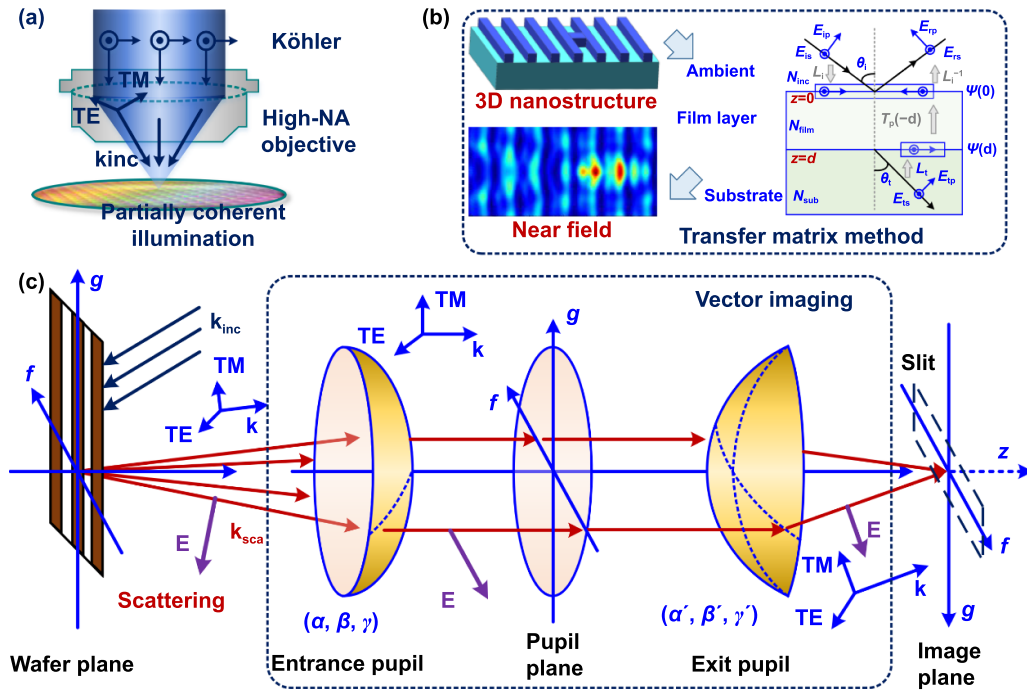 (a)
Köhler
TM
TE
High-NA
objective
kinc
Partially coherent
illumination
(b)
3D nanostructure
Near field
Ambient
Film layer
Substrate
Eip
Eis
θi
Erp
Ers
Ninc
Li
Li⁻¹
z=0
Ψ(0)
Nfilm
Tp(−d)
z=d
Ψ(d)
θt
Lt
Etp
Nsub
Ets
Transfer matrix method
(c)
g
kinc
f
TM
TE
k
E
ksca
Scattering
Wafer plane
Vector imaging
TM
TE
k
(α, β, γ)
Entrance pupil
g
f
E
Pupil
plane
(α´, β´, γ´)
Exit pupil
E
TM
TE
k
Slit
z
f
g
Image
plane